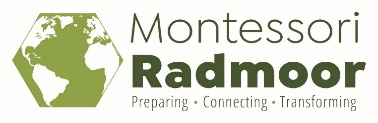 Montessori
Radmoor
Preparing • Connecting • Transforming